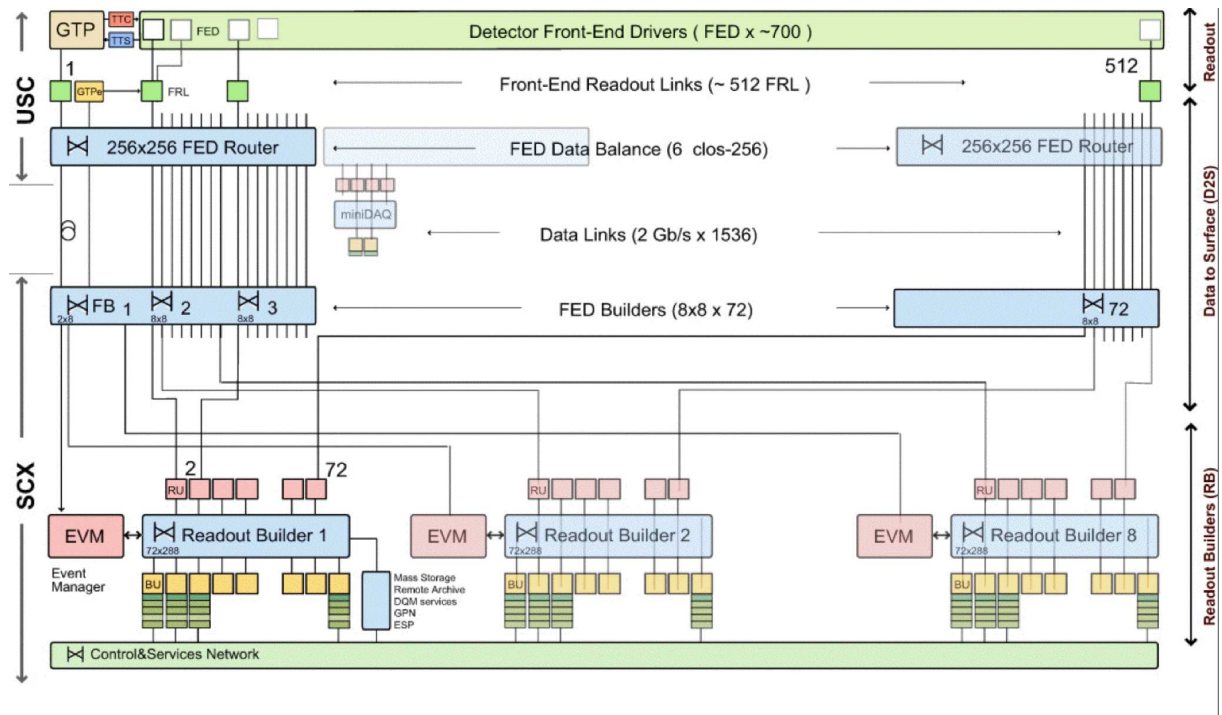 GTP
TTC
TTS
FED
Detector Front-End Drivers ( FED x ~700 )
Readout
USC
1
GTPe
FRL
Front-End Readout Links (~ 512 FRL )
512
256x256 FED Router
FED Data Balance (6 clos-256)
256x256 FED Router
miniDAQ
Data Links (2 Gb/s x 1536)
Data to Surface (D2S)
FB 1
2x8
2
8x8
3
8x8
FED Builders (8x8 x 72)
72
8x8
SCX
2
72
RU
RU
RU
EVM
Readout Builder 1
72x288
EVM
Readout Builder 2
72x288
EVM
Readout Builder 8
72x288
Readout Builders (RB)
Event
Manager
BU
Mass Storage
Remote Archive
DQM services
GPN
ESP
BU
BU
Control&Services Network